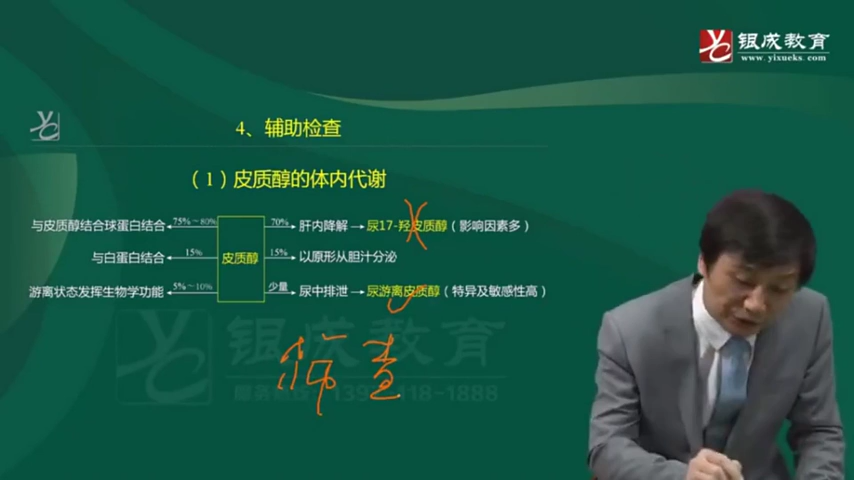 银成教育
www.yixueks.com
4、辅助检查
（1）皮质醇的体内代谢
与皮质醇结合球蛋白结合 75%~80% 皮质醇 70% 肝内降解 尿17-羟皮质醇（影响因素多）
与白蛋白结合 15% 15% 以原形从胆汁分泌
游离状态发挥生物学功能 5%~10% 少量 尿中排泄 尿游离皮质醇（特异及敏感性高）
银成教育
筛查